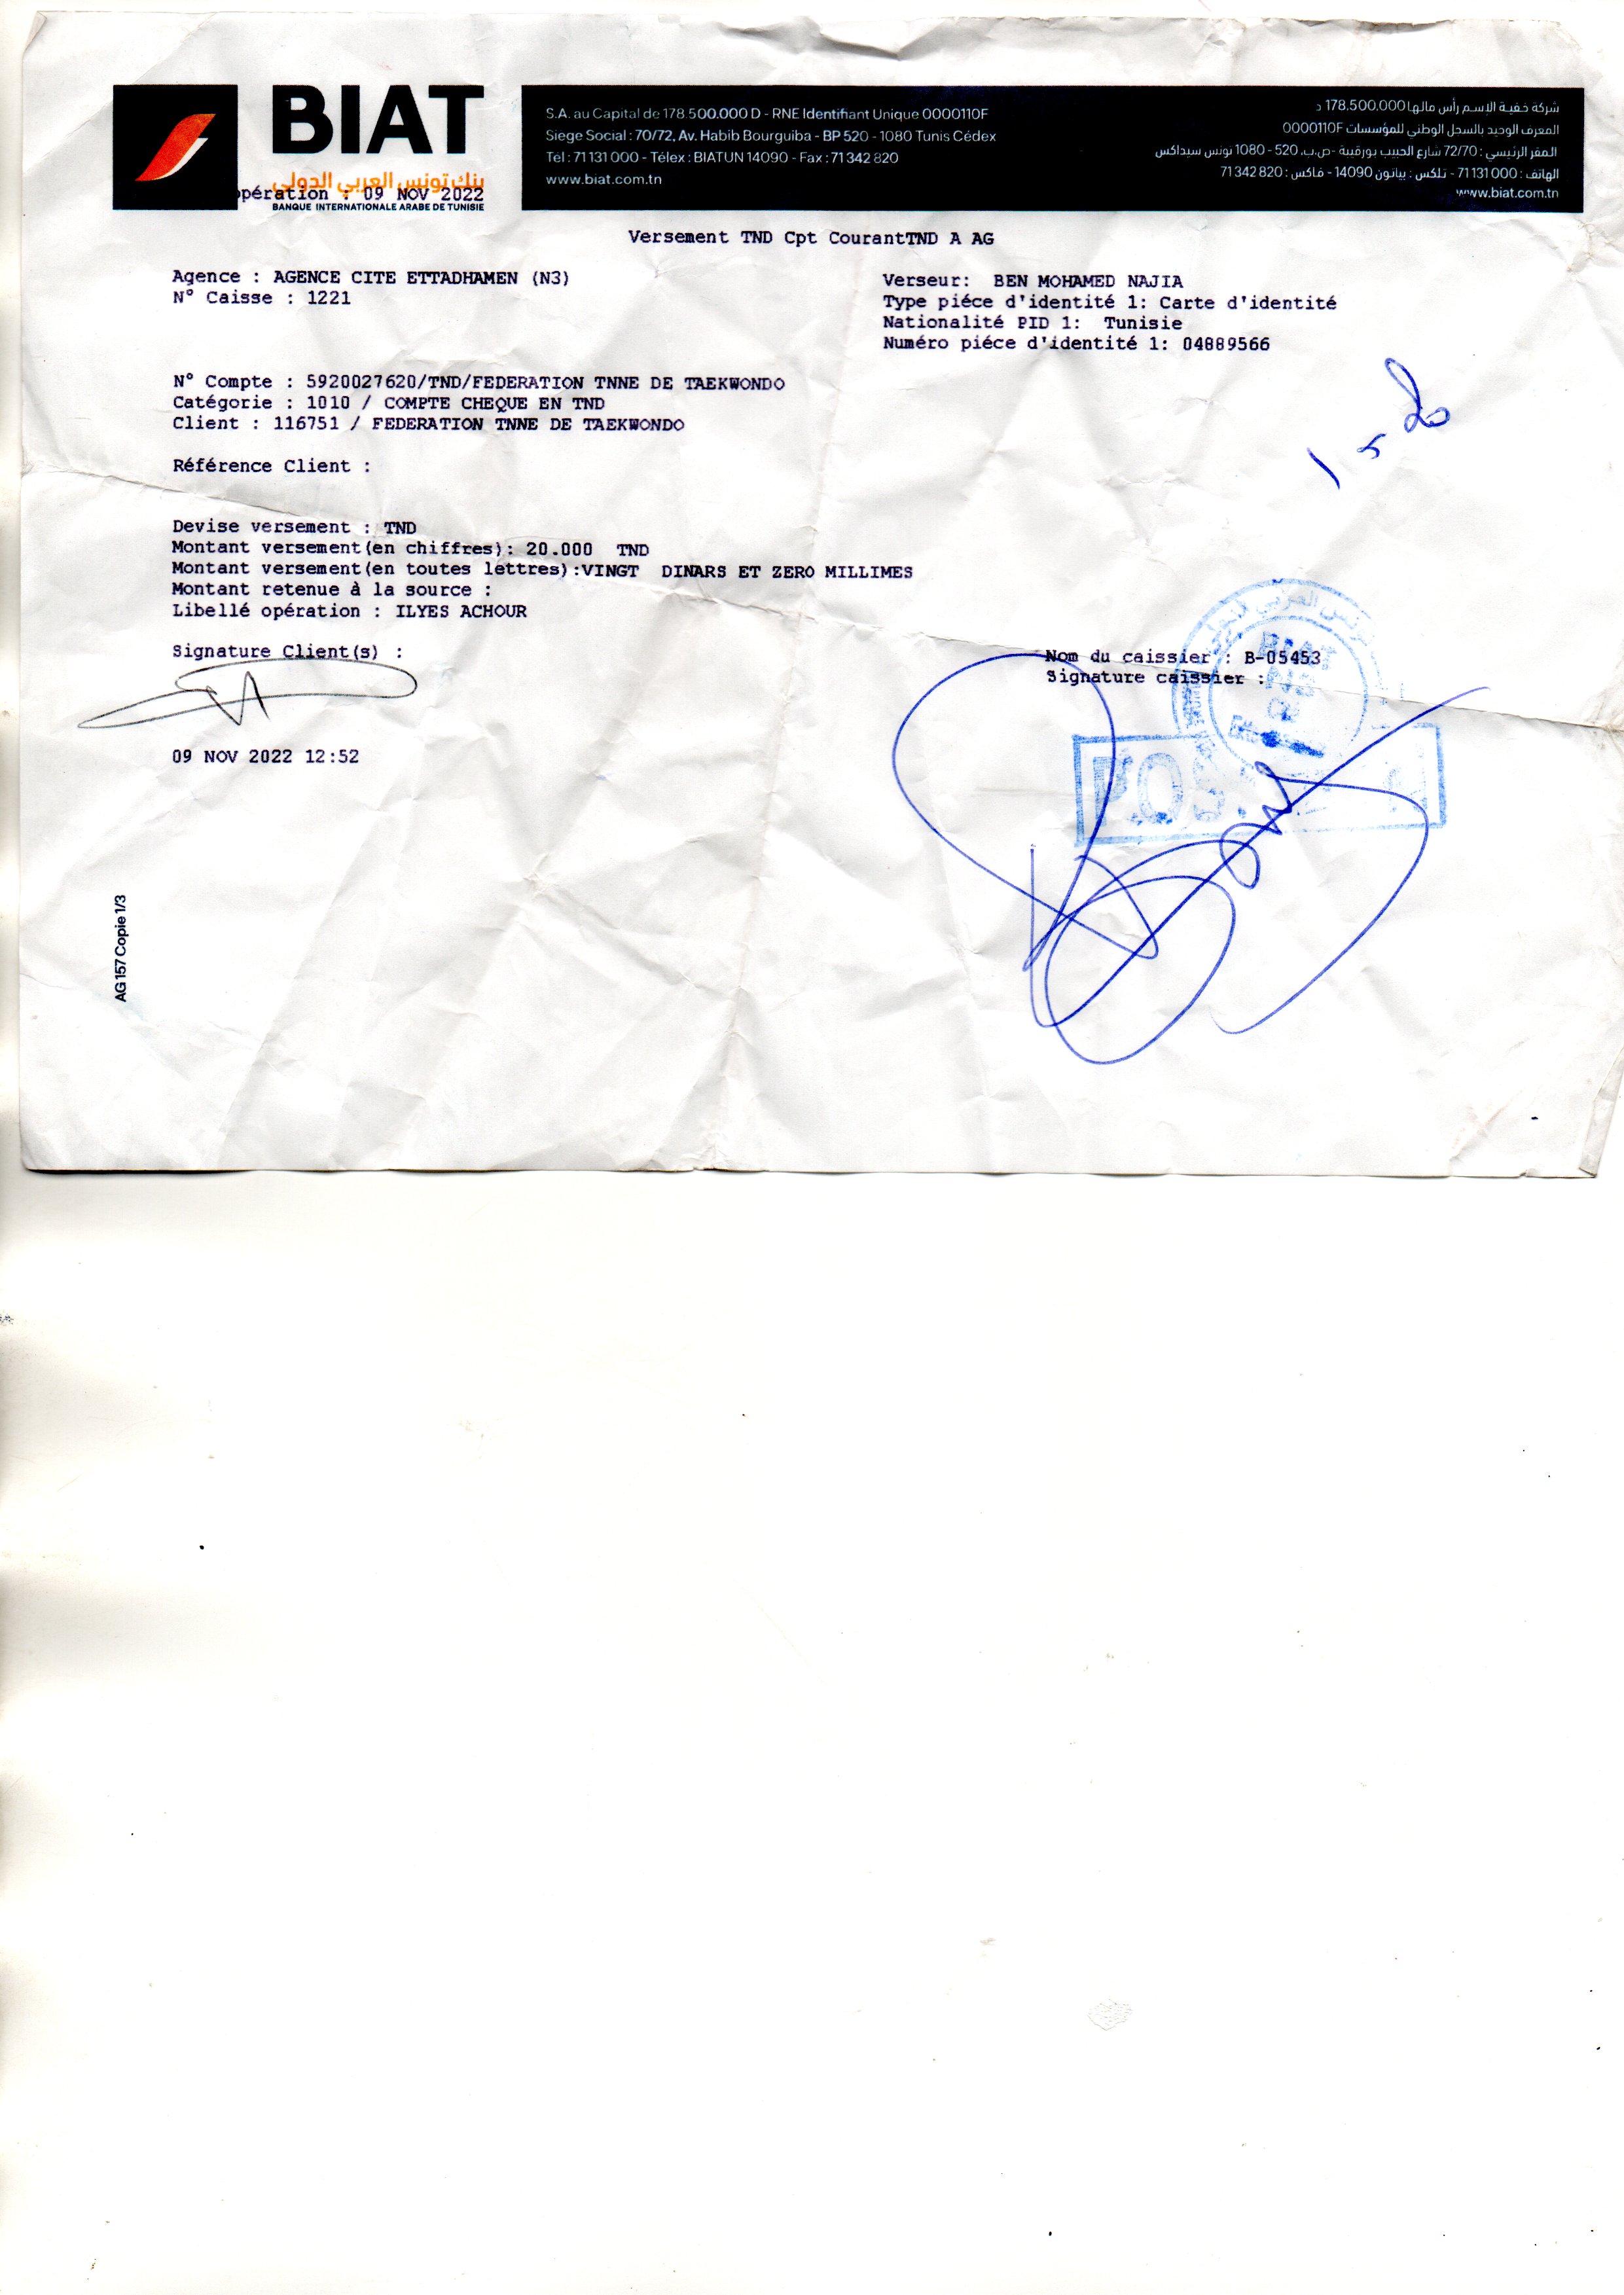 BIAT
بنك تونس العربي الدولي
pération : 09 NOV 2022
BANQUE INTERNATIONALE ARABE DE TUNISIE
S.A. au Capital de 178.500.000 D - RNE Identifiant Unique 0000110F
Siege Social : 70/72, Av. Habib Bourguiba - BP 520 - 1080 Tunis Cédex
Tél : 71 131 000 - Télex : BIATUN 14090 - Fax : 71 342 820
www.biat.com.tn
شركة خفية الإسم رأس مالها 178.500.000 د
المعرف الوحيد بالسجل الوطني للمؤسسات 0000110F
المقر الرئيسي : 72/70 شارع الحبيب بورقيبة -ص.ب. 520 - 1080 تونس سيداكس
الهاتف : 000 131 71 - تلكس : بياتون 14090 - فاكس : 820 342 71
www.biat.com.tn
Versement TND Cpt CourantTND A AG
Agence : AGENCE CITE ETTADHAMEN (N3)
N° Caisse : 1221
Verseur: BEN MOHAMED NAJIA
Type piéce d'identité 1: Carte d'identité
Nationalité PID 1: Tunisie
Numéro piéce d'identité 1: 04889566
N° Compte : 5920027620/TND/FEDERATION TNNE DE TAEKWONDO
Catégorie : 1010 / COMPTE CHEQUE EN TND
Client : 116751 / FEDERATION TNNE DE TAEKWONDO
Référence Client :
Devise versement : TND
Montant versement(en chiffres): 20.000 TND
Montant versement(en toutes lettres):VINGT DINARS ET ZERO MILLIMES
Montant retenue à la source :
Libellé opération : ILYES ACHOUR
Signature Client(s) :
Nom du caissier : B-05453
Signature caissier :
BIAT
09 NOV 2022 12:52
AG 157 Copie 1/3